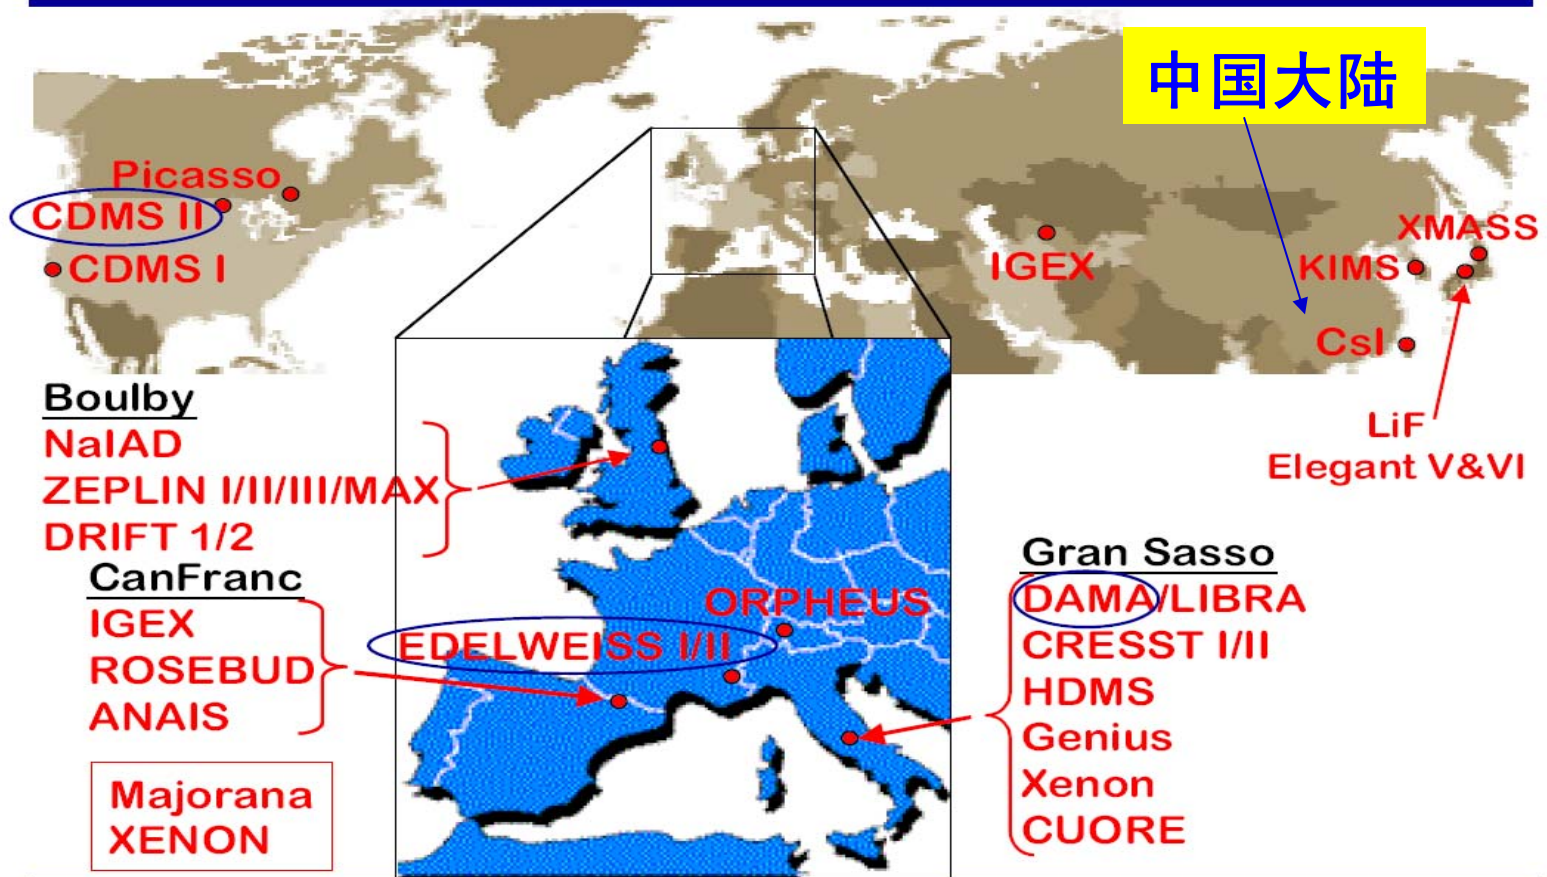 中国大陆
Picasso
CDMS II
CDMS I
XMASS
IGEX
KIMS
CsI
LiF
Elegant V&VI
Boulby
NaIAD
ZEPLIN I/II/III/MAX
DRIFT 1/2
CanFranc
IGEX
ROSEBUD
ANAIS
Majorana
XENON
ORPHEUS
EDELWEISS I/II
Gran Sasso
DAMA/LIBRA
CRESST I/II
HDMS
Genius
Xenon
CUORE